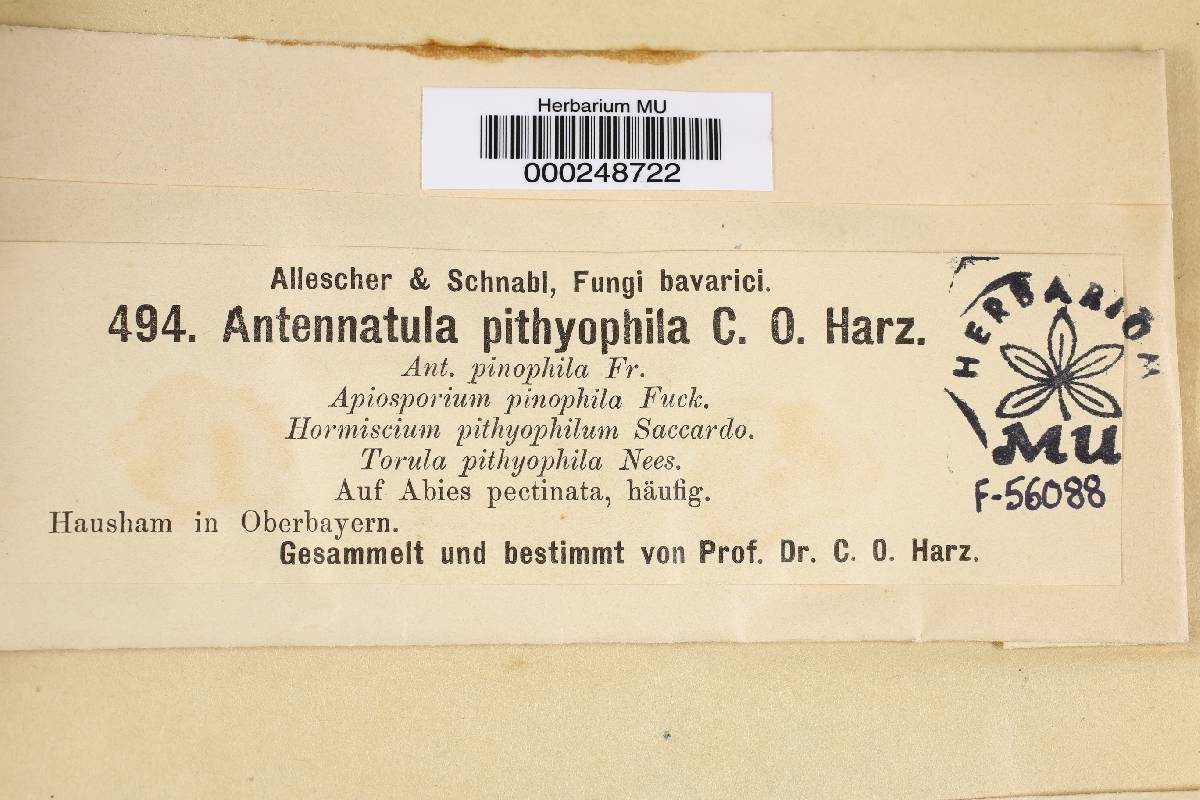 Herbarium MU
000248722
Allescher & Schnabl, Fungi bavarici.
494. Antennatula pithyophila C. O. Harz.
Ant. pinophila Fr.
Apiosporium pinophila Fuck.
Hormiscium pithyophilum Saccardo.
Torula pithyophila Nees.
Auf Abies pectinata, häufig.
Hausham in Oberbayern.
Gesammelt und bestimmt von Prof. Dr. C. O. Harz.
HERBARIOM
MU
F-56088